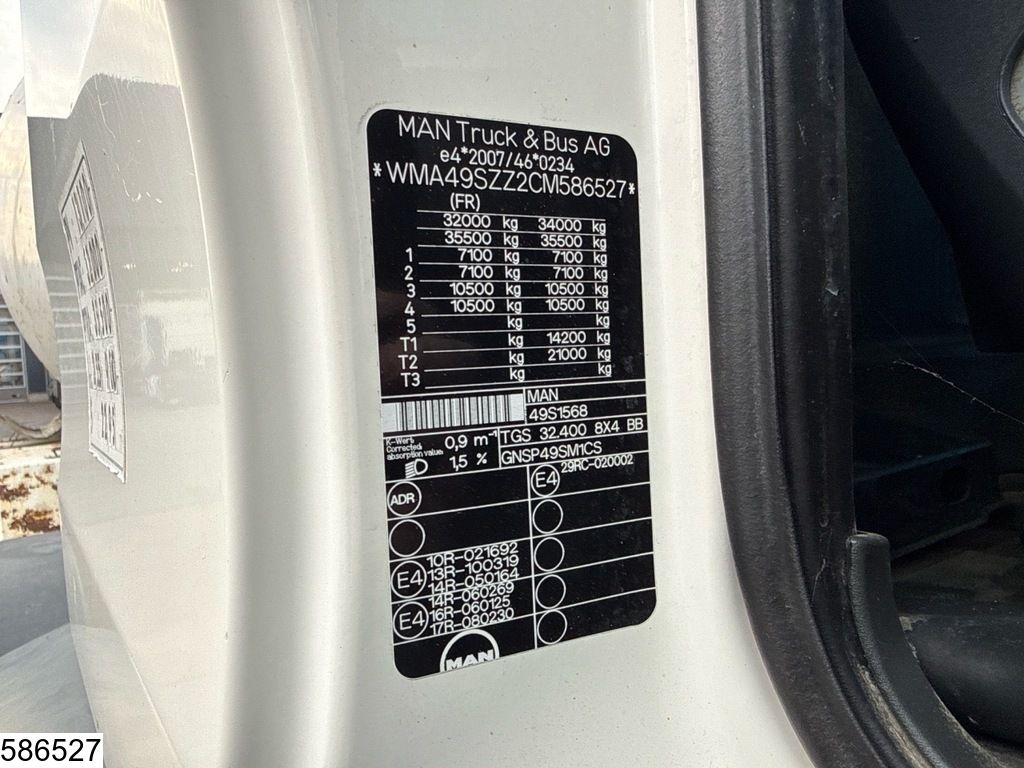 MAN Truck & Bus AG
e4*2007/46*0234
*WMA49SZZ2CM586527*
(FR)
32000 kg 34000 kg
35500 kg 35500 kg
1 7100 kg 7100 kg
2 7100 kg 7100 kg
3 10500 kg 10500 kg
4 10500 kg 10500 kg
5 kg kg
T1 kg 14200 kg
T2 kg 21000 kg
T3 kg kg
MAN
49S1568
K-Wert
Corrected
absorption value:
0,9 m⁻¹
1,5 %
TGS 32.400 8X4 BB
GNSP49SM1CS
ADR
E4 29RC-020002
E4
10R-021692
13R-100319
14R-050164
E4
14R-060269
16R-060125
17R-080230
MAN
586527